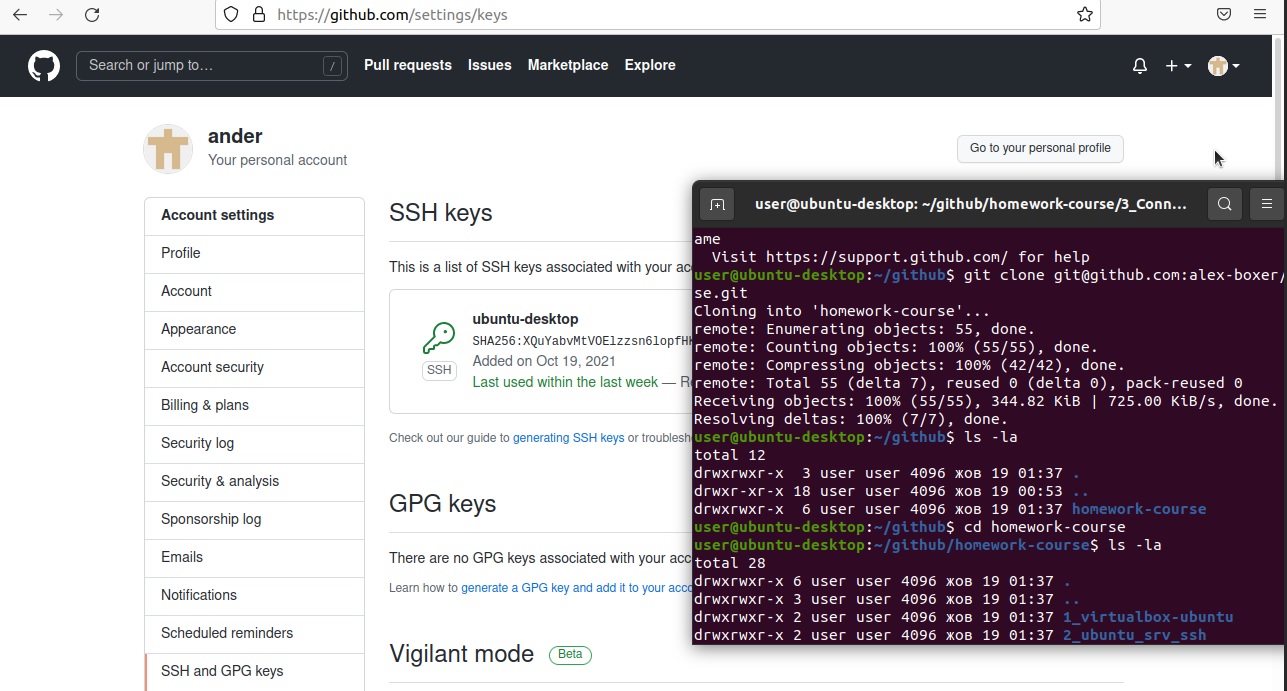 https://github.com/settings/keys
Search or jump to… /
Pull requests Issues Marketplace Explore
ander
Your personal account
Go to your personal profile
Account settings
Profile
Account
Appearance
Account security
Billing & plans
Security log
Security & analysis
Sponsorship log
Emails
Notifications
Scheduled reminders
SSH and GPG keys
SSH keys
This is a list of SSH keys associated with your acc
ubuntu-desktop
SSH
Added on Oct 19, 2021
Last used within the last week —
Check out our guide to generating SSH keys or troublesh
GPG keys
There are no GPG keys associated with your acc
Learn how to generate a GPG key and add it to your acco
Vigilant mode Beta
user@ubuntu-desktop: ~/github/homework-course/3_Conn...
ame
Visit https://support.github.com/ for help
user@ubuntu-desktop:~/github$ git clone git@github.com:alex-boxer/
se.git
Cloning into 'homework-course'...
remote: Enumerating objects: 55, done.
remote: Counting objects: 100% (55/55), done.
remote: Compressing objects: 100% (42/42), done.
remote: Total 55 (delta 7), reused 0 (delta 0), pack-reused 0
Receiving objects: 100% (55/55), 344.82 KiB | 725.00 KiB/s, done.
Resolving deltas: 100% (7/7), done.
user@ubuntu-desktop:~/github$ ls -la
total 12
drwxrwxr-x  3 user user 4096 жов 19 01:37 .
drwxr-xr-x 18 user user 4096 жов 19 00:53 ..
drwxrwxr-x  6 user user 4096 жов 19 01:37 homework-course
user@ubuntu-desktop:~/github$ cd homework-course
user@ubuntu-desktop:~/github/homework-course$ ls -la
total 28
drwxrwxr-x 6 user user 4096 жов 19 01:37 .
drwxrwxr-x 3 user user 4096 жов 19 01:37 ..
drwxrwxr-x 2 user user 4096 жов 19 01:37 1_virtualbox-ubuntu
drwxrwxr-x 2 user user 4096 жов 19 01:37 2_ubuntu_srv_ssh